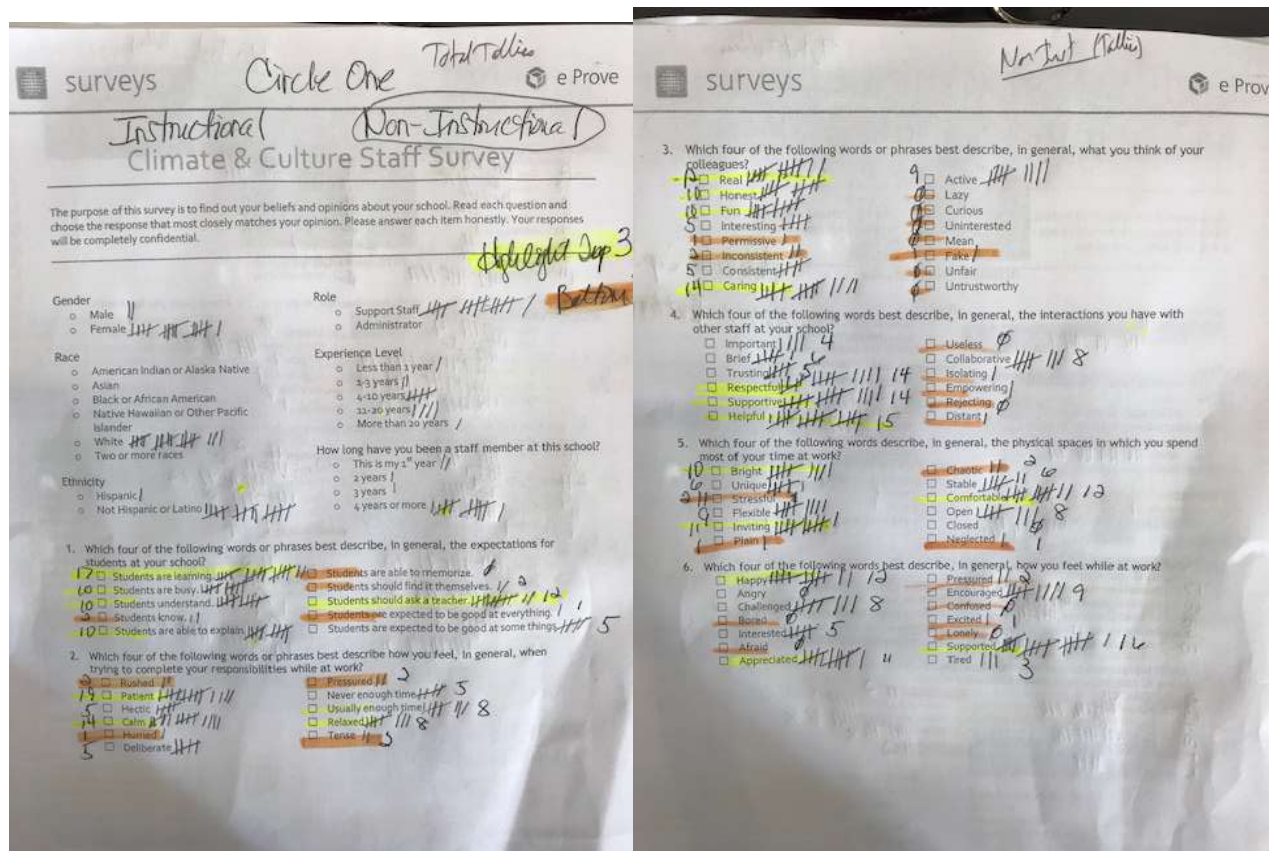 Total Tallies
surveys
Circle One
e Prove
Instructional
Non-Instructional
Climate & Culture Staff Survey
The purpose of this survey is to find out your beliefs and opinions about your school. Read each question and
choose the response that most closely matches your opinion. Please answer each item honestly. Your responses
will be completely confidential.
Highlight Top 3
Bottom
Gender
Male
Female
Race
American Indian or Alaska Native
Asian
Black or African American
Native Hawaiian or Other Pacific
Islander
White
Two or more races
Ethnicity
Hispanic
Not Hispanic or Latino
Role
Support Staff
Administrator
Experience Level
Less than 1 year
1-3 years
4-10 years
11-20 years
More than 20 years
How long have you been a staff member at this school?
This is my 1st year
2 years
3 years
4 years or more
1. Which four of the following words or phrases best describe, in general, the expectations for
students at your school?
17 Students are learning.
10 Students are busy.
10 Students understand.
Students know.
10 Students are able to explain.
Students are able to memorize.
Students should find it themselves. 2
Students should ask a teacher. 12
Students are expected to be good at everything. 1
Students are expected to be good at some things. 5
2. Which four of the following words or phrases best describe how you feel, in general, when
trying to complete your responsibilities while at work?
2 Rushed
Patient
5 Hectic
14 Calm
1 Hurried
5 Deliberate
Pressured 2
Never enough time 5
Usually enough time 8
Relaxed 8
Tense
Non Inst (Tallies)
surveys
e Prov
3. Which four of the following words or phrases best describe, in general, what you think of your
colleagues?
Real
10 Honest
10 Fun
5 Interesting
1 Permissive
2 Inconsistent
5 Consistent
14 Caring
9 Active
Lazy
Curious
Uninterested
Mean
Fake
Unfair
Untrustworthy
4. Which four of the following words best describe, in general, the interactions you have with
other staff at your school?
Important 4
Brief 6
Trusting 5
Respectful 14
Supportive 14
Helpful 15
Useless
Collaborative 8
Isolating
Empowering
Rejecting
Distant
5. Which four of the following words describe, in general, the physical spaces in which you spend
most of your time at work?
10 Bright
6 Unique
2 Stressful
9 Flexible
11 Inviting
1 Plain
Chaotic 2
Stable 6
Comfortable 12
Open 8
Closed
Neglected 1
6. Which four of the following words best describe, in general, how you feel while at work?
Happy 12
Angry
Challenged 8
Bored
Interested 5
Afraid
Appreciated 11
Pressured 2
Encouraged 9
Confused
Excited 1
Lonely
Supported 16
Tired 3